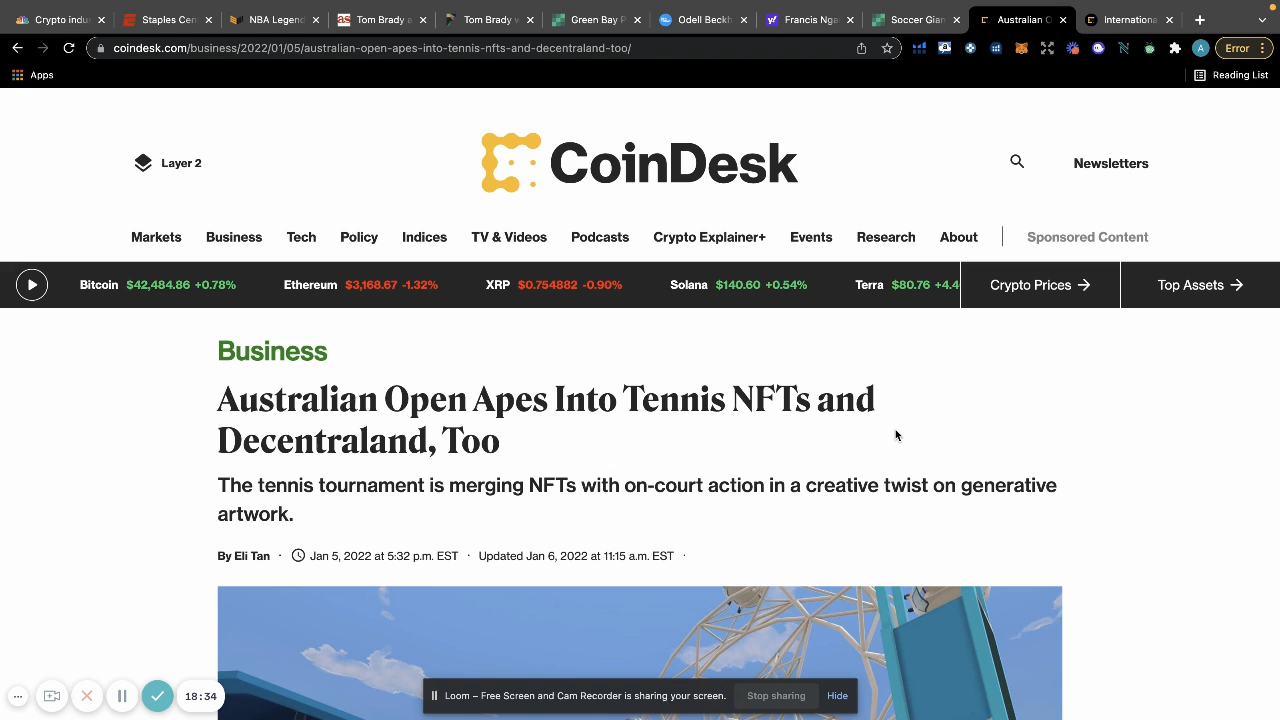 Crypto indu
Staples Cen
NBA Legend
Tom Brady a
Tom Brady w
Green Bay P
Odell Beckh
Francis Nga
Soccer Gian
Australian O
Internationa
coindesk.com/business/2022/01/05/australian-open-apes-into-tennis-nfts-and-decentraland-too/
A
Error
Apps
Reading List
Layer 2
CoinDesk
Newsletters
Markets
Business
Tech
Policy
Indices
TV & Videos
Podcasts
Crypto Explainer+
Events
Research
About
Sponsored Content
Bitcoin $42,484.86 +0.78%
Ethereum $3,168.67 -1.32%
XRP $0.754882 -0.90%
Solana $140.60 +0.54%
Terra $80.76 +4.4
Crypto Prices
Top Assets
Business
Australian Open Apes Into Tennis NFTs and
Decentraland, Too
The tennis tournament is merging NFTs with on-court action in a creative twist on generative
artwork.
By Eli Tan · Jan 5, 2022 at 5:32 p.m. EST · Updated Jan 6, 2022 at 11:15 a.m. EST ·
18:34
Loom – Free Screen and Cam Recorder is sharing your screen.
Stop sharing
Hide